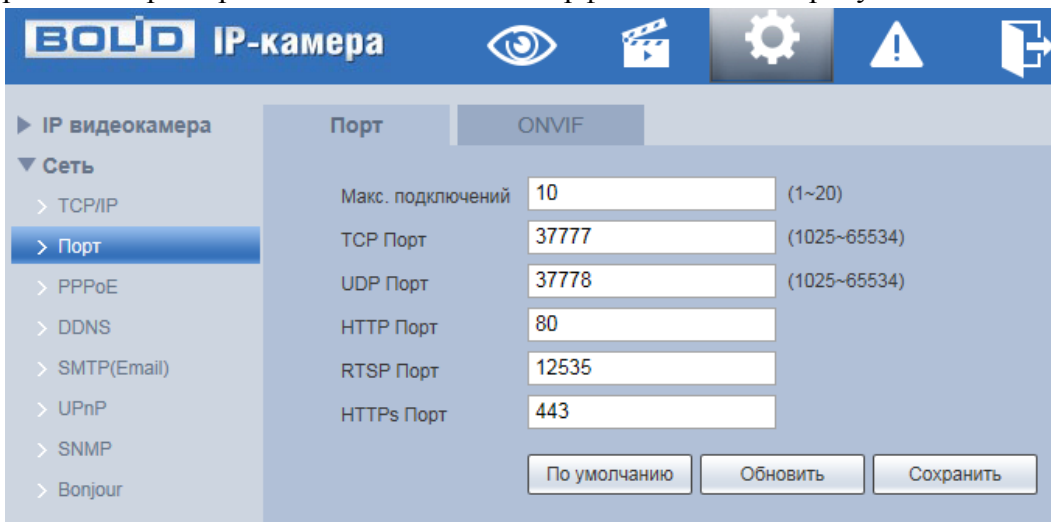 BOLID IP-камера
IP видеокамера
Сеть
TCP/IP
Порт
PPPoE
DDNS
SMTP(Email)
UPnP
SNMP
Bonjour
Порт ONVIF
Макс. подключений 10 (1~20)
TCP Порт 37777 (1025~65534)
UDP Порт 37778 (1025~65534)
HTTP Порт 80
RTSP Порт 12535
HTTPs Порт 443
По умолчанию Обновить Сохранить